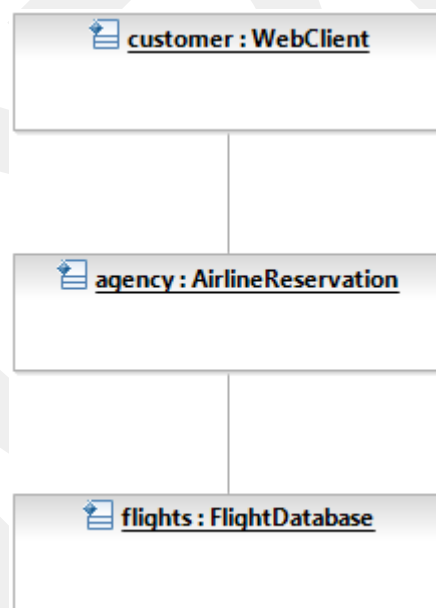 customer : WebClient
agency : AirlineReservation
flights : FlightDatabase